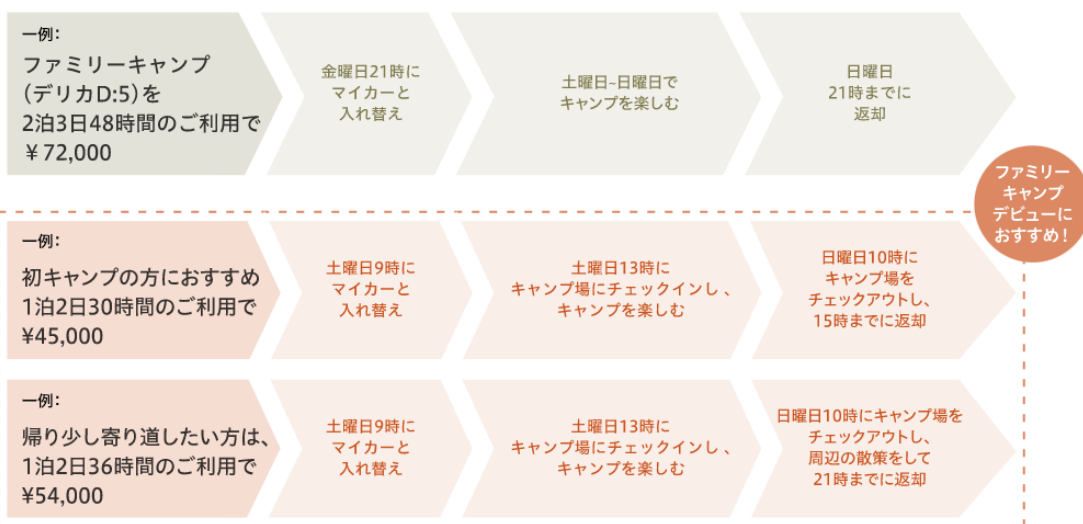 一例：
ファミリーキャンプ
（デリカD:5）を
2泊3日48時間のご利用で
￥72,000
金曜日21時に
マイカーと
入れ替え
土曜日~日曜日で
キャンプを楽しむ
日曜日
21時までに
返却
ファミリー
キャンプ
デビューに
おすすめ！
一例：
初キャンプの方におすすめ
1泊2日30時間のご利用で
¥45,000
土曜日9時に
マイカーと
入れ替え
土曜日13時に
キャンプ場にチェックインし 、
キャンプを楽しむ
日曜日10時に
キャンプ場を
チェックアウトし、
15時までに返却
一例：
帰り少し寄り道したい方は、
1泊2日36時間のご利用で
¥54,000
土曜日9時に
マイカーと
入れ替え
土曜日13時に
キャンプ場にチェックインし 、
キャンプを楽しむ
日曜日10時にキャンプ場を
チェックアウトし、
周辺の散策をして
21時までに返却